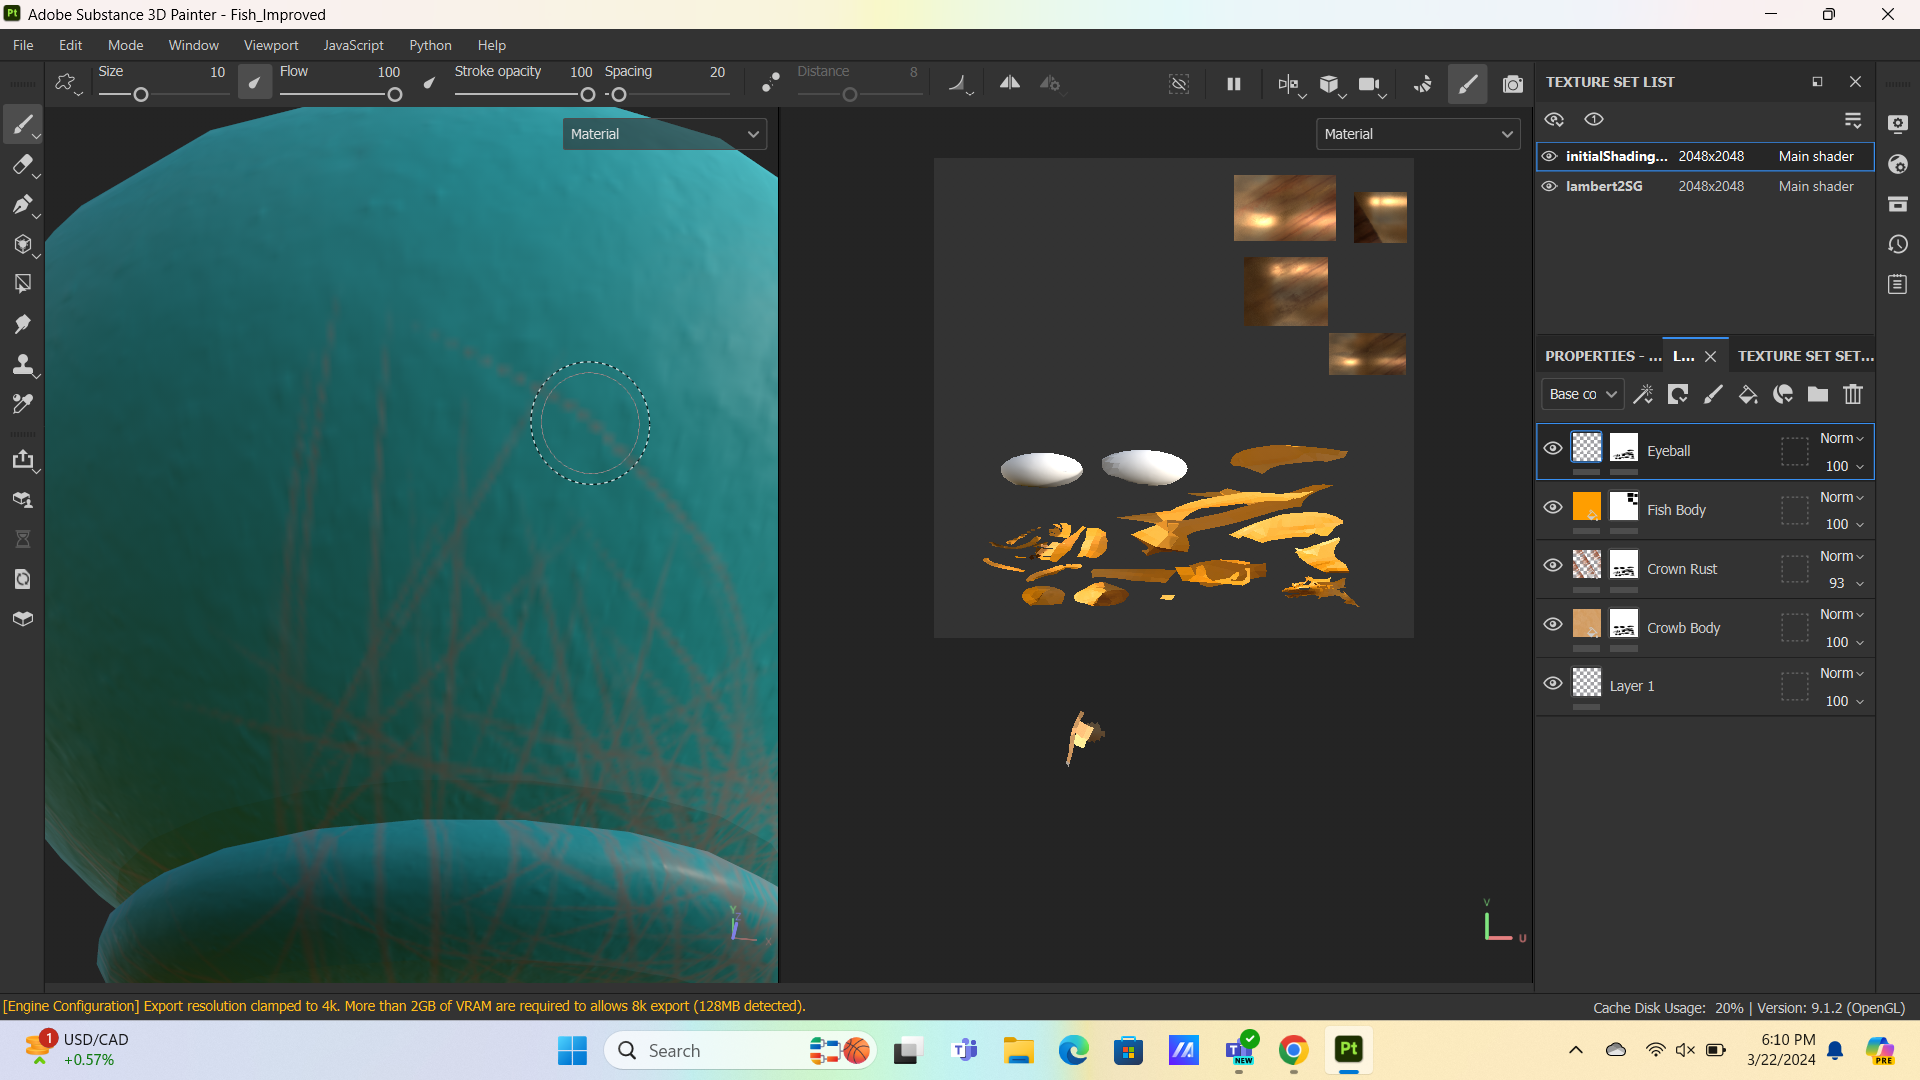 Pt Adobe Substance 3D Painter - Fish_Improved
File Edit Mode Window Viewport JavaScript Python Help
Size 10 Flow 100 Stroke opacity 100 Spacing 20 Distance 8
Material
Material
TEXTURE SET LIST
initialShading... 2048x2048 Main shader
lambert2SG 2048x2048 Main shader
PROPERTIES - ... L... TEXTURE SET SET...
Base co
Eyeball Norm 100
Fish Body Norm 100
Crown Rust Norm 93
Crowb Body Norm 100
Layer 1 Norm 100
Y Z X
V U
[Engine Configuration] Export resolution clamped to 4k. More than 2GB of VRAM are required to allows 8k export (128MB detected).
Cache Disk Usage: 20% | Version: 9.1.2 (OpenGL)
1 USD/CAD
+0.57%
Search
NEW
Pt
6:10 PM
3/22/2024
PRE